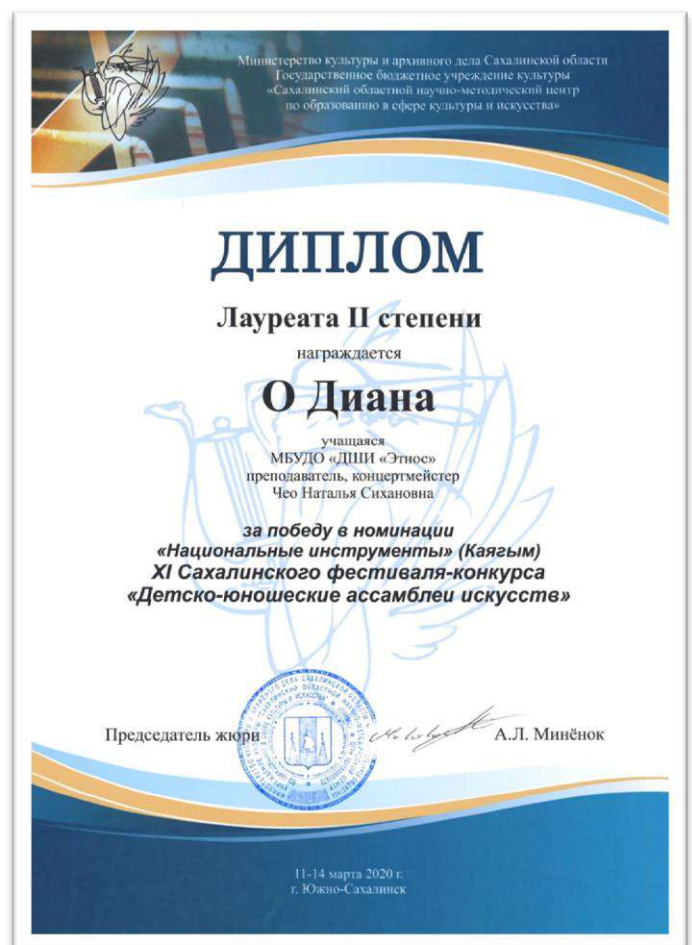 Министерство культуры и архивного дела Сахалинской области
Государственное бюджетное учреждение культуры
«Сахалинский областной научно-методический центр
по образованию в сфере культуры и искусства»
ДИПЛОМ
Лауреата II степени
награждается
О Диана
учащаяся
МБУДО «ДШИ «Этнос»
преподаватель, концертмейстер
Чео Наталья Сихановна
за победу в номинации
«Национальные инструменты» (Каягым)
XI Сахалинского фестиваля-конкурса
«Детско-юношеские ассамблеи искусств»
Председатель жюри
А.Л. Минёнок
11-14 марта 2020 г.
г. Южно-Сахалинск